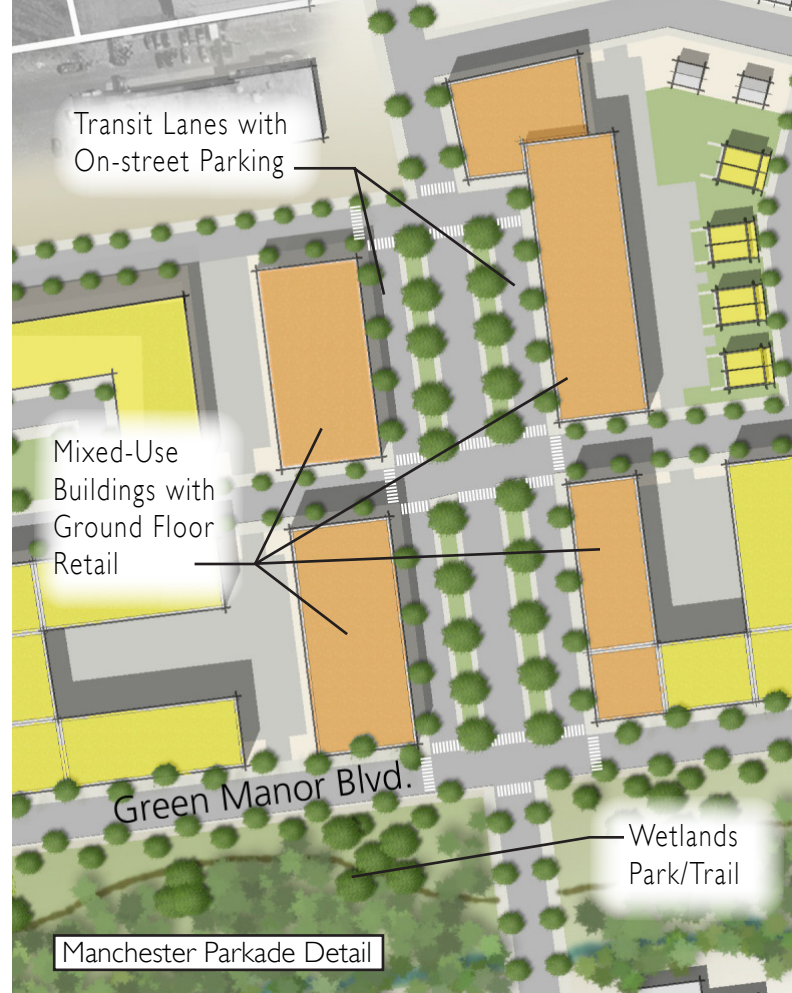 Transit Lanes with
On-street Parking
Mixed-Use
Buildings with
Ground Floor
Retail
Green Manor Blvd.
Wetlands
Park/Trail
Manchester Parkade Detail